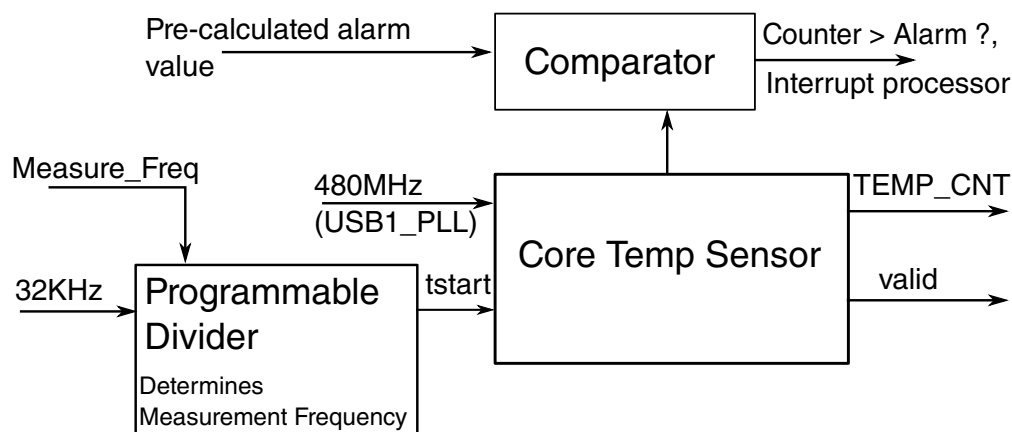 Pre-calculated alarm
value
Comparator
Counter > Alarm ?,
Interrupt processor
Measure_Freq
480MHz
(USB1_PLL)
Core Temp Sensor
TEMP_CNT
valid
32KHz
Programmable
Divider
Determines
Measurement Frequency
tstart